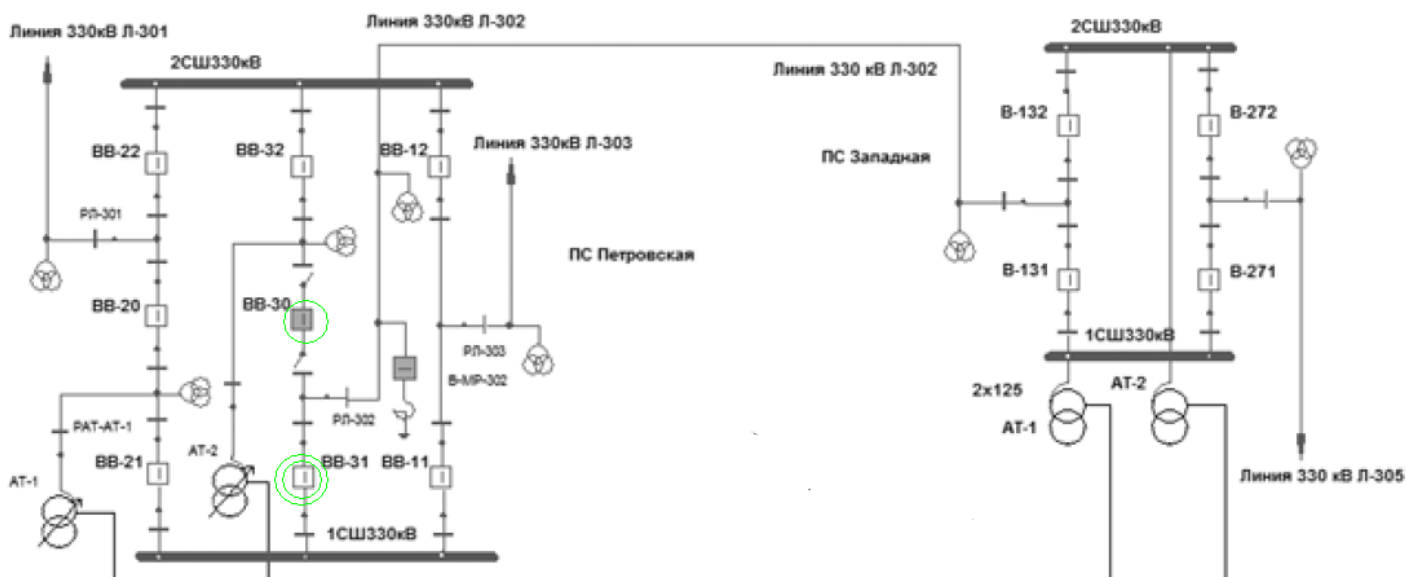 Линия 330кВ Л-301
Линия 330кВ Л-302
2СШ330кВ
2СШ330кВ
Линия 330 кВ Л-302
ВВ-22
ВВ-32
ВВ-12
Линия 330кВ Л-303
В-132
В-272
ПС Западная
РЛ-301
ПС Петровская
ВВ-20
ВВ-30
В-131
В-271
1СШ330кВ
РЛ-303
В-МР-302
2х125
АТ-2
РАТ-АТ-1
РЛ-302
АТ-1
АТ-2
ВВ-21
ВВ-31
ВВ-11
АТ-1
Линия 330 кВ Л-305
1СШ330кВ